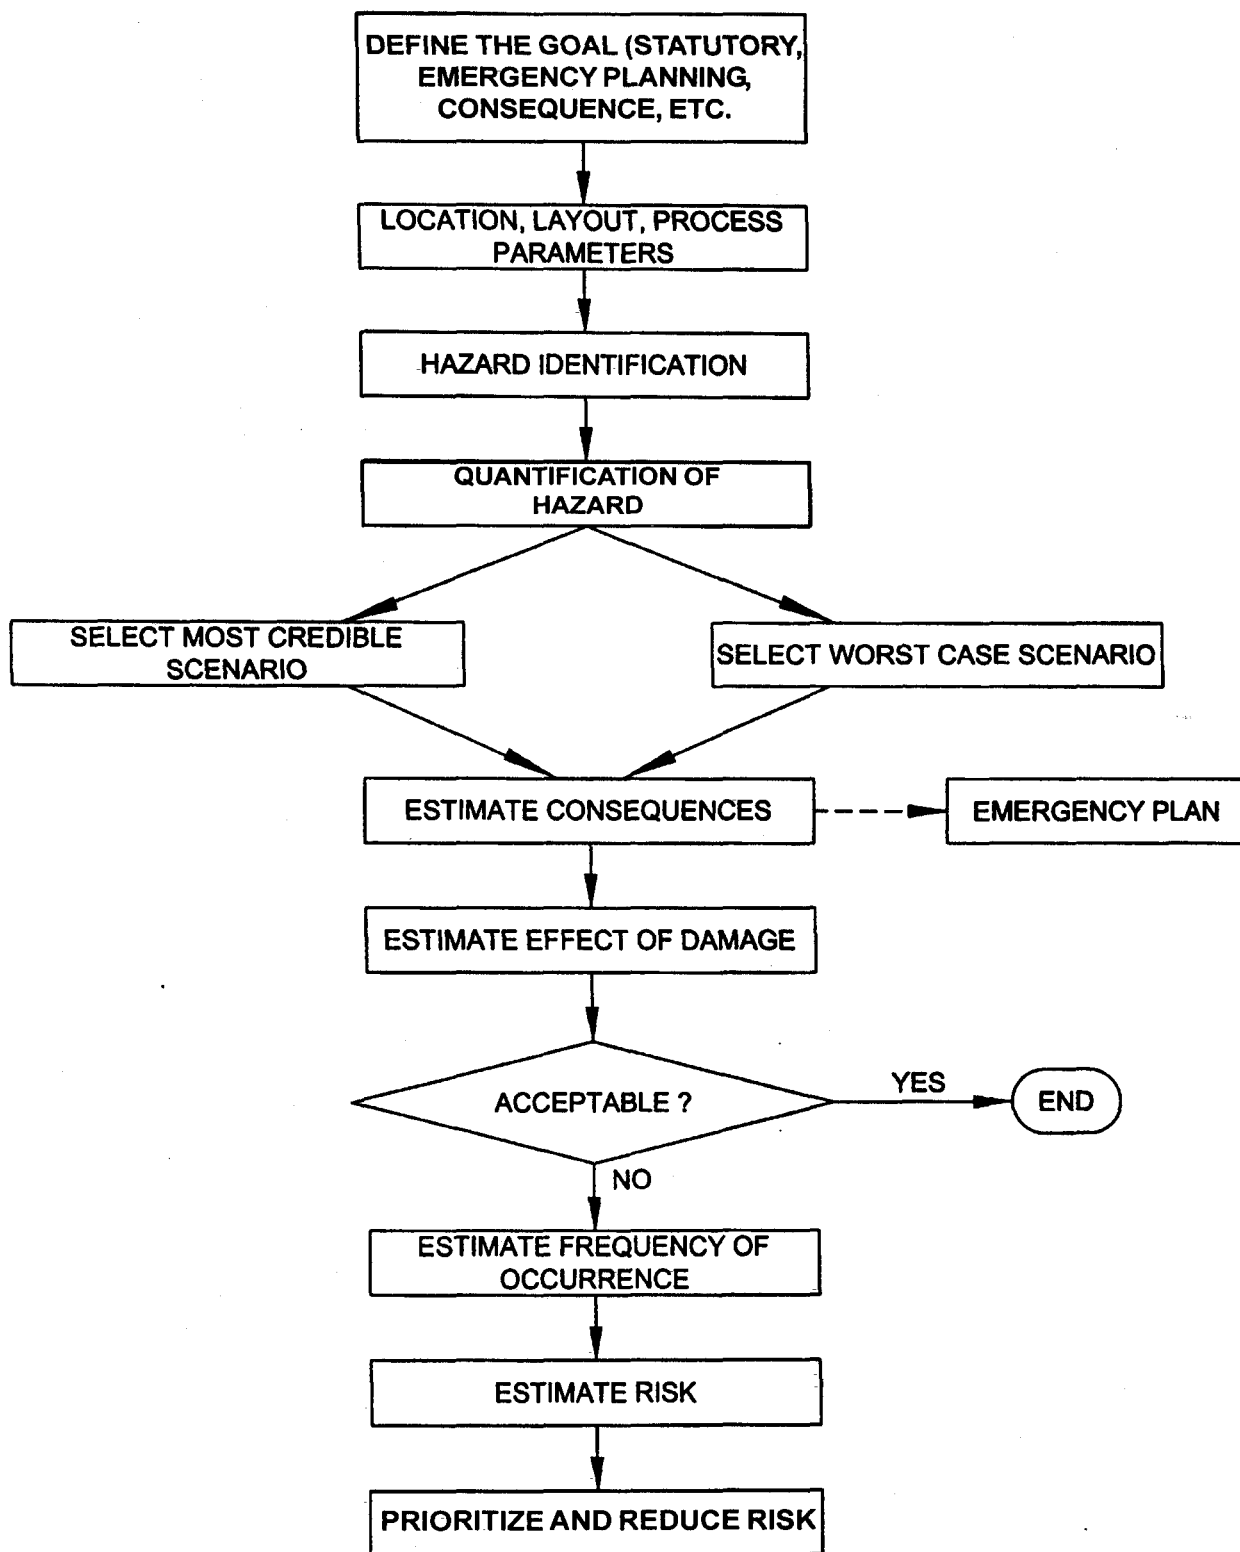 DEFINE THE GOAL (STATUTORY,
EMERGENCY PLANNING,
CONSEQUENCE, ETC.
LOCATION, LAYOUT, PROCESS
PARAMETERS
HAZARD IDENTIFICATION
QUANTIFICATION OF
HAZARD
SELECT MOST CREDIBLE
SCENARIO
SELECT WORST CASE SCENARIO
ESTIMATE CONSEQUENCES
EMERGENCY PLAN
ESTIMATE EFFECT OF DAMAGE
ACCEPTABLE ?
YES
END
NO
ESTIMATE FREQUENCY OF
OCCURRENCE
ESTIMATE RISK
PRIORITIZE AND REDUCE RISK